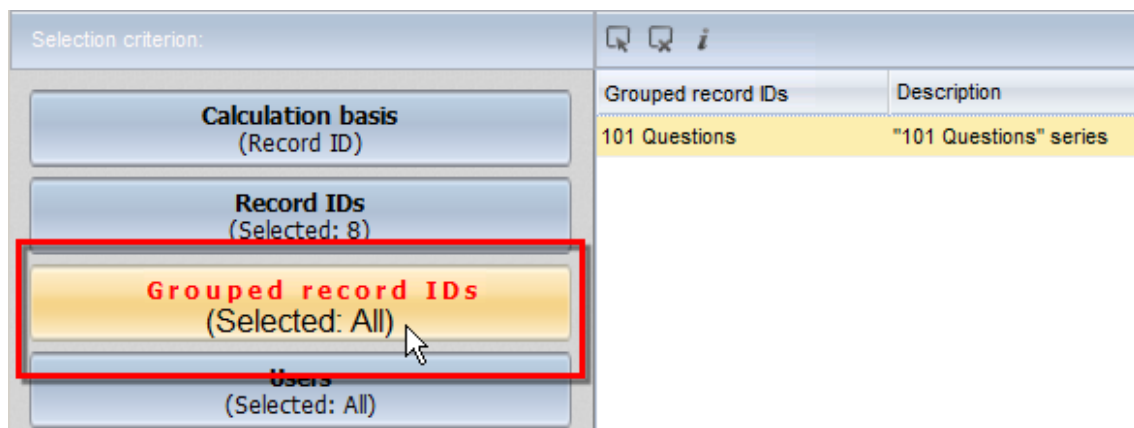 Selection criterion:
Calculation basis
(Record ID)
Record IDs
(Selected: 8)
Grouped record IDs
(Selected: All)
Users
(Selected: All)
i
Grouped record IDs Description
101 Questions "101 Questions" series